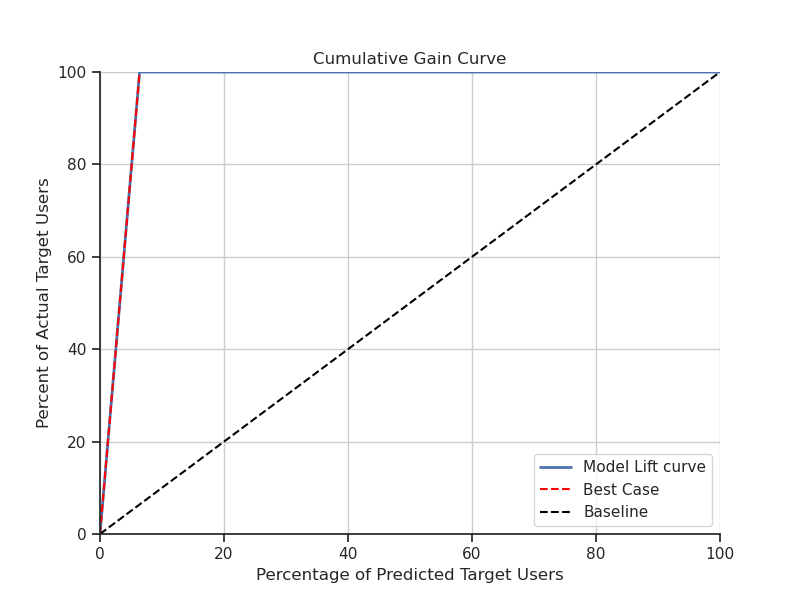 Cumulative Gain Curve
Percent of Actual Target Users
100
80
60
40
20
0
0 20 40 60 80 100
Percentage of Predicted Target Users
Model Lift curve
Best Case
Baseline